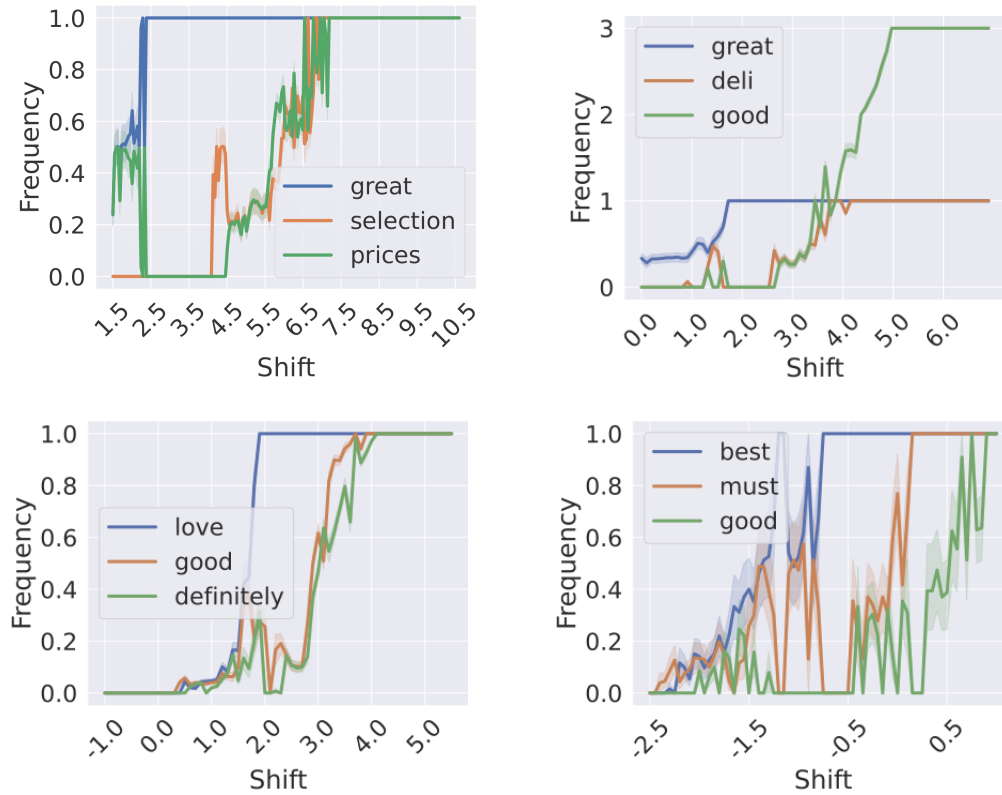 1.0
0.8
0.6
0.4
0.2
0.0
Frequency
great
selection
prices
1.5 2.5 3.5 4.5 5.5 6.5 7.5 8.5 9.5 10.5
Shift
3
2
1
0
Frequency
great
deli
good
0.0 1.0 2.0 3.0 4.0 5.0 6.0
Shift
1.0
0.8
0.6
0.4
0.2
0.0
Frequency
love
good
definitely
-1.0 0.0 1.0 2.0 3.0 4.0 5.0
Shift
1.0
0.8
0.6
0.4
0.2
0.0
Frequency
best
must
good
-2.5 -1.5 -0.5 0.5
Shift